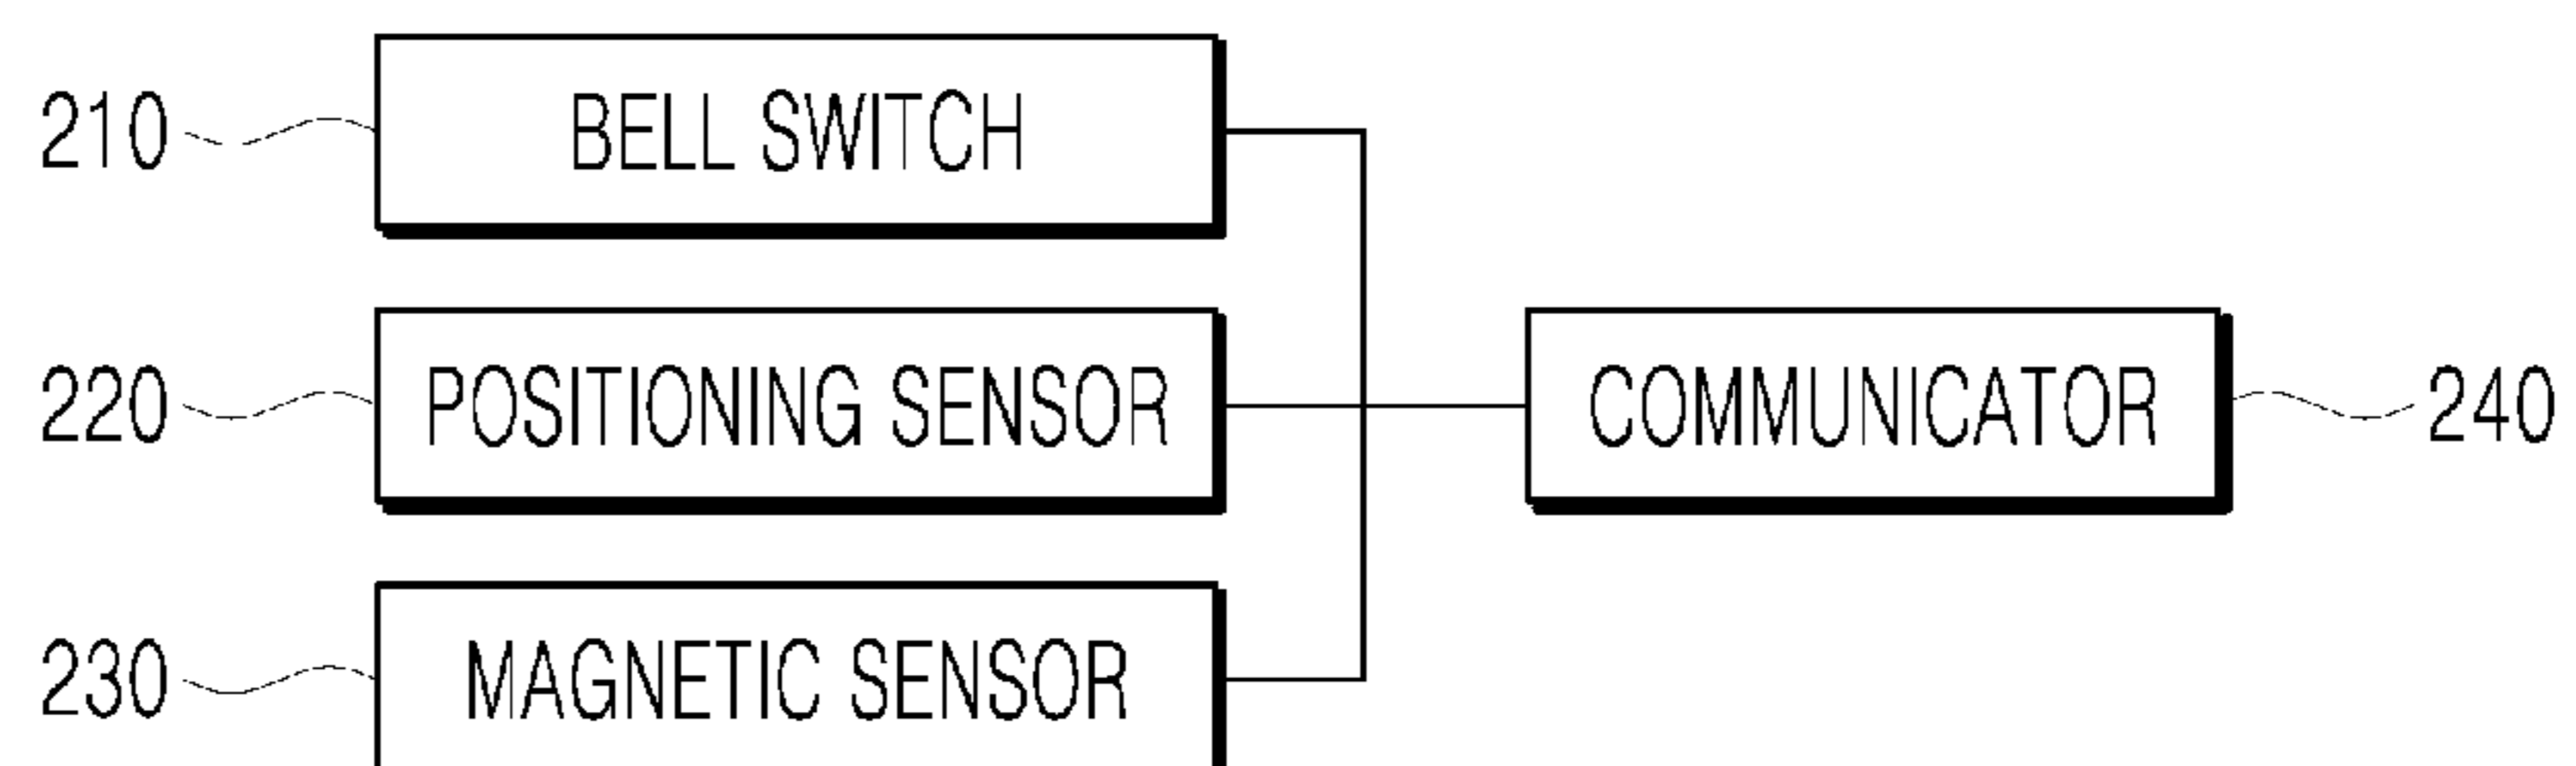 210 BELL SWITCH
220 POSITIONING SENSOR COMMUNICATOR 240
230 MAGNETIC SENSOR